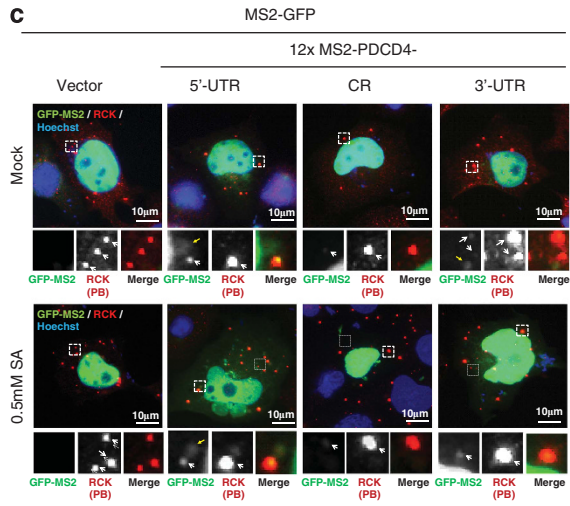 c
MS2-GFP
12x MS2-PDCD4-
Vector 5'-UTR CR 3'-UTR
Mock
GFP-MS2 / RCK /
Hoechst
10μm 10μm 10μm 10μm
GFP-MS2 RCK Merge GFP-MS2 RCK Merge GFP-MS2 RCK Merge GFP-MS2 RCK Merge
(PB) (PB) (PB) (PB)
0.5mM SA
GFP-MS2 / RCK /
Hoechst
10μm 10μm 10μm 10μm
GFP-MS2 RCK Merge GFP-MS2 RCK Merge GFP-MS2 RCK Merge GFP-MS2 RCK Merge
(PB) (PB) (PB) (PB)